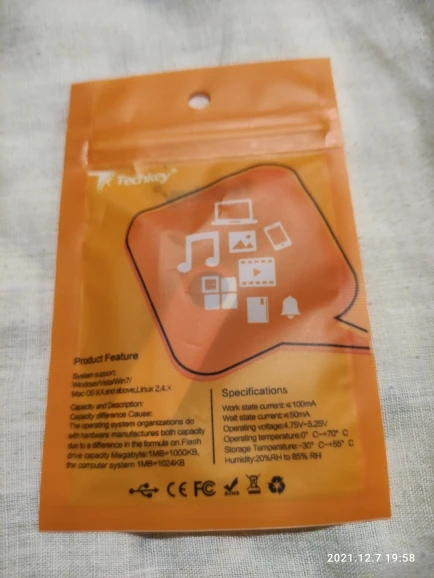 Techkey
Product Feature
System support:
Windows/Vista/Win7/
Mac OS 9.X and above,Linux 2.4.X
Capacity and Description:
Capacity difference Cause:
The operating system organizations do
with hardware manufactures both capacity
due to a difference in the formula on.Flash
drive capacity Megabyte:1MB=1000KB,
the computer system 1MB=1024KB
Specifications
Work state current:≤100mA
Wait state current:≤50mA
Operating voltage:4.75V~5.25V
Operating temperature:0° C~+70° C
Storage Temperature:-30° C~+55° C
Humidity:20%RH to 85% RH
CE FC RoHS
2021.12.7 19:58